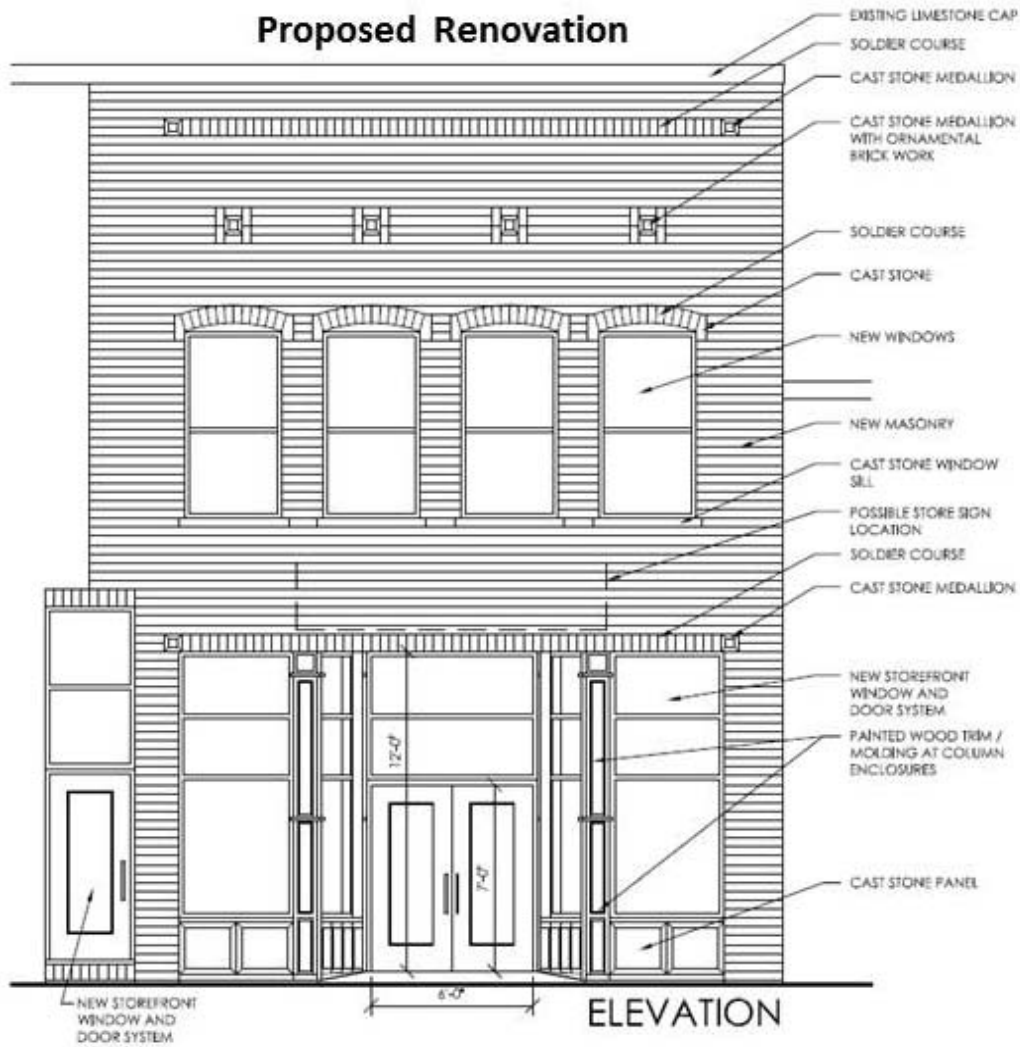 Proposed Renovation
EXISTING LIMESTONE CAP
SOLDIER COURSE
CAST STONE MEDALLION
CAST STONE MEDALLION
WITH ORNAMENTAL
BRICK WORK
SOLDIER COURSE
CAST STONE
NEW WINDOWS
NEW MASONRY
CAST STONE WINDOW
SILL
POSSIBLE STORE SIGN
LOCATION
SOLDIER COURSE
CAST STONE MEDALLION
NEW STOREFRONT
WINDOW AND
DOOR SYSTEM
PAINTED WOOD TRIM /
MOLDING AT COLUMN
ENCLOSURES
12'-0"
7'-0"
CAST STONE PANEL
6'-0"
ELEVATION
NEW STOREFRONT
WINDOW AND
DOOR SYSTEM